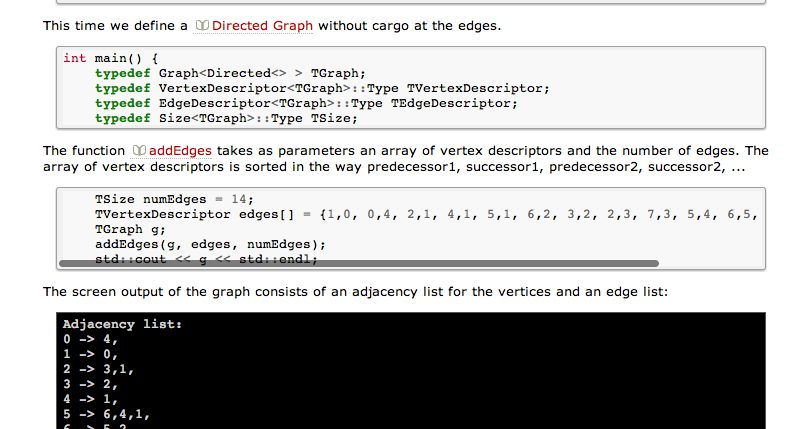 This time we define a Directed Graph without cargo at the edges.
int main() {
typedef Graph<Directed<> > TGraph;
typedef VertexDescriptor<TGraph>::Type TVertexDescriptor;
typedef EdgeDescriptor<TGraph>::Type TEdgeDescriptor;
typedef Size<TGraph>::Type TSize;
The function addEdges takes as parameters an array of vertex descriptors and the number of edges. The
array of vertex descriptors is sorted in the way predecessor1, successor1, predecessor2, successor2, ...
TSize numEdges = 14;
TVertexDescriptor edges[] = {1,0, 0,4, 2,1, 4,1, 5,1, 6,2, 3,2, 2,3, 7,3, 5,4, 6,5,
TGraph g;
addEdges(g, edges, numEdges);
std::cout << g << std::endl;
The screen output of the graph consists of an adjacency list for the vertices and an edge list:
Adjacency list:
0 -> 4,
1 -> 0,
2 -> 3,1,
3 -> 2,
4 -> 1,
5 -> 6,4,1,